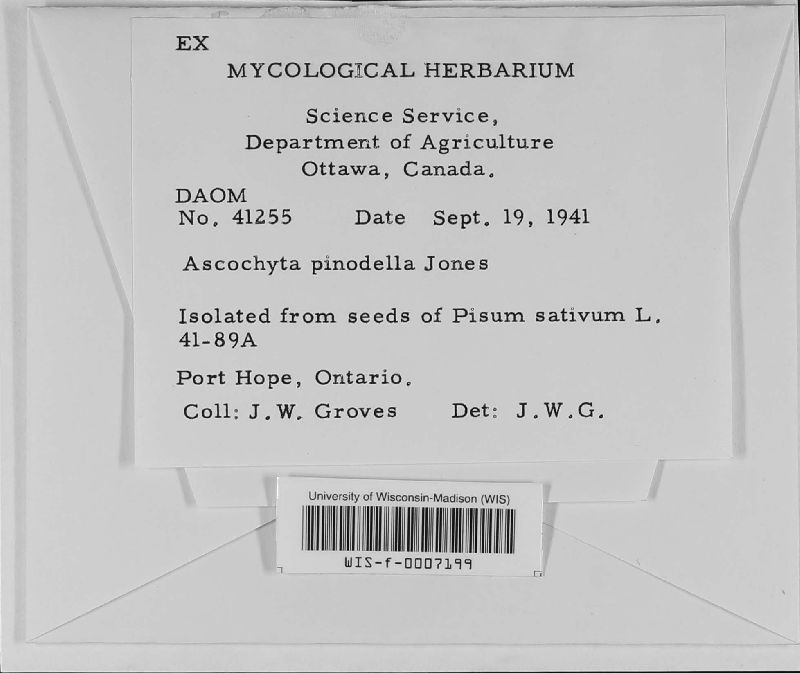 EX
MYCOLOGICAL HERBARIUM
Science Service,
Department of Agriculture
Ottawa, Canada.
DAOM
No. 41255 Date Sept. 19, 1941
Ascochyta pinodella Jones
Isolated from seeds of Pisum sativum L.
41-89A
Port Hope, Ontario.
Coll: J.W. Groves Det: J.W.G.
University of Wisconsin-Madison (WIS)
WIS-f-0007199